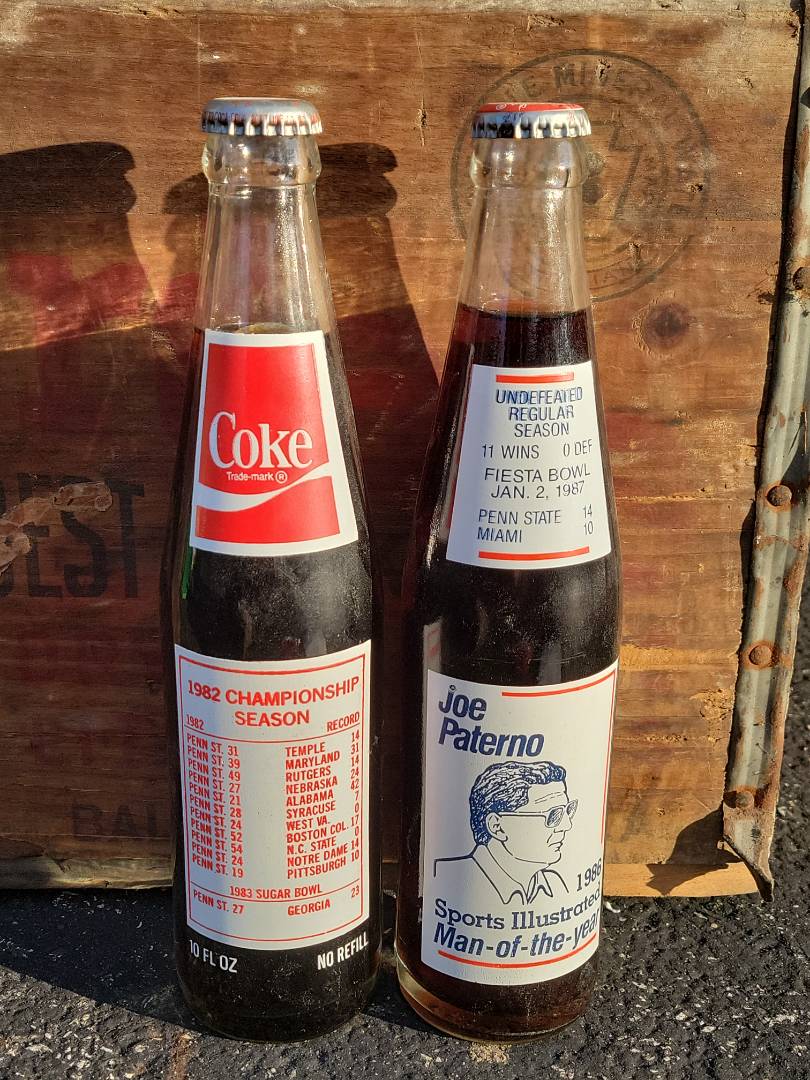 Coke
Trade-mark ®
1982 CHAMPIONSHIP
SEASON
1982 RECORD
PENN ST. 31 TEMPLE 14
PENN ST. 39 MARYLAND 31
PENN ST. 49 RUTGERS 14
PENN ST. 27 NEBRASKA 24
PENN ST. 21 ALABAMA 42
PENN ST. 28 SYRACUSE 7
PENN ST. 24 WEST VA. 0
PENN ST. 52 BOSTON COL. 17
PENN ST. 54 N.C. STATE 0
PENN ST. 24 NOTRE DAME 14
PENN ST. 19 PITTSBURGH 10
1983 SUGAR BOWL
PENN ST. 27 GEORGIA 23
10 FL OZ NO REFILL
UNDEFEATED
REGULAR
SEASON
11 WINS 0 DEF
FIESTA BOWL
JAN. 2, 1987
PENN STATE 14
MIAMI 10
Joe
Paterno
1986
Sports Illustrated
Man-of-the-year